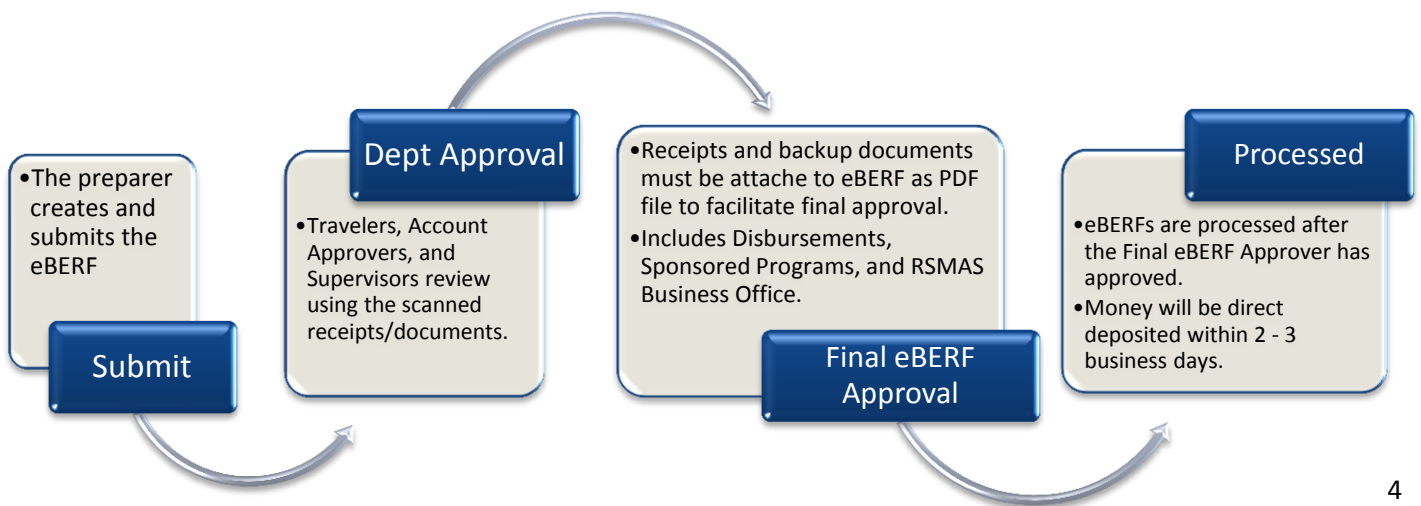 •The preparer
creates and
submits the
eBERF
Submit
Dept Approval
•Travelers, Account
Approvers, and
Supervisors review
using the scanned
receipts/documents.
•Receipts and backup documents
must be attache to eBERF as PDF
file to facilitate final approval.
•Includes Disbursements,
Sponsored Programs, and RSMAS
Business Office.
Final eBERF
Approval
Processed
•eBERFs are processed after
the Final eBERF Approver has
approved.
•Money will be direct
deposited within 2 - 3
business days.
4